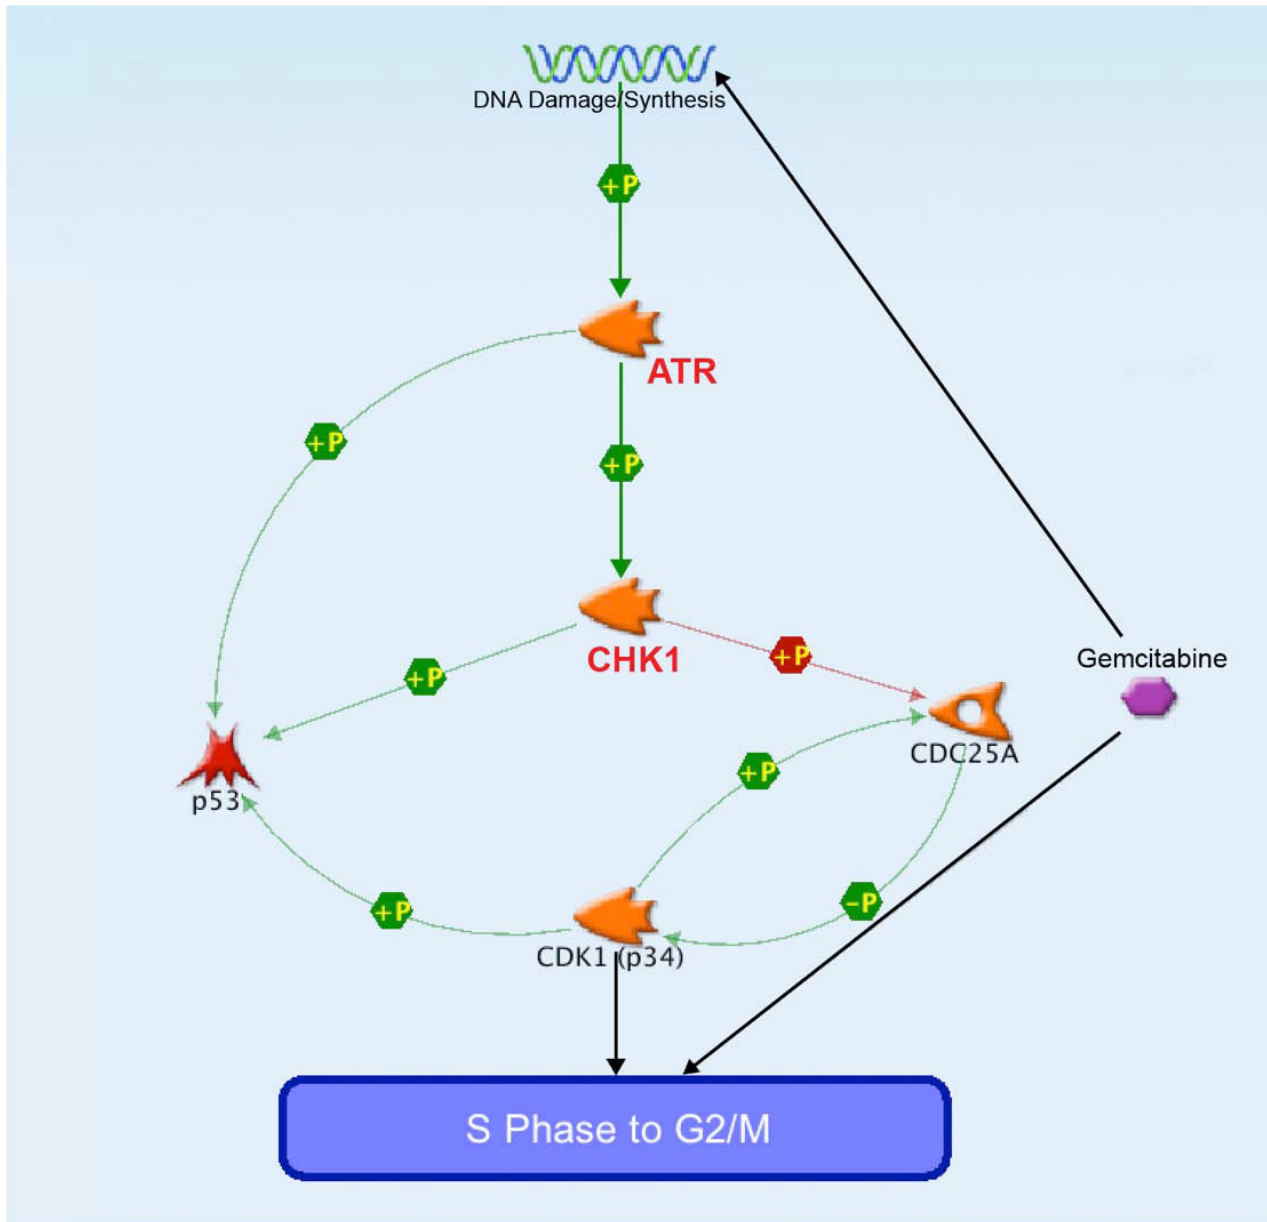 DNA Damage/Synthesis
+P
ATR
+P
+P
CHK1
+P
+P
Gemcitabine
CDC25A
+P
p53
+P
-P
CDK1 (p34)
S Phase to G2/M